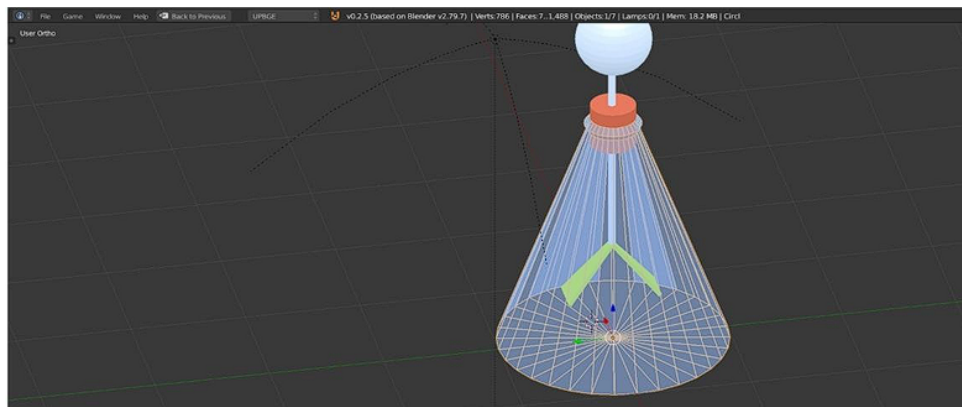 File Game Window Help Back to Previous UPBGE v0.2.5 (based on Blender v2.79.7) | Verts:786 | Faces:7..1,488 | Objects:1/7 | Lamps:0/1 | Mem: 18.2 MB | Circl
User Ortho